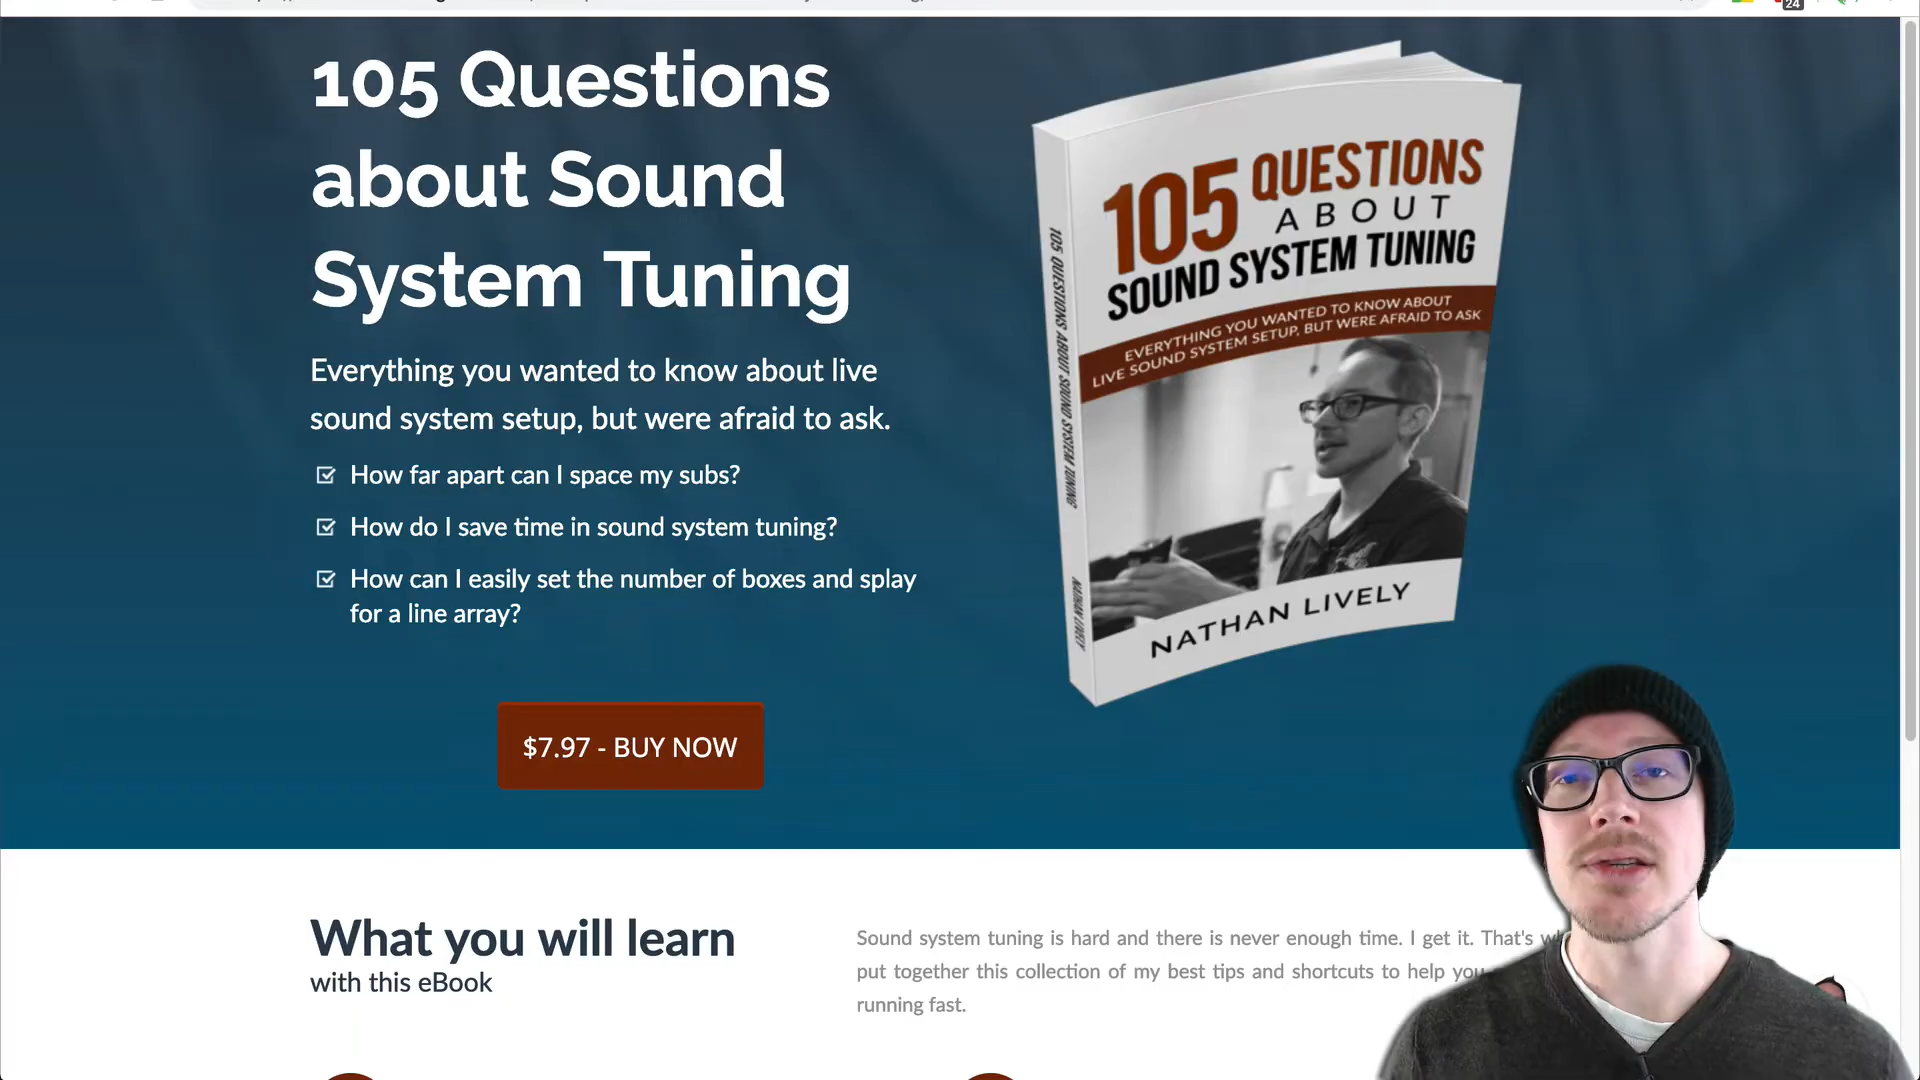 24
105 Questions
about Sound
System Tuning
Everything you wanted to know about live
sound system setup, but were afraid to ask.
How far apart can I space my subs?
How do I save time in sound system tuning?
How can I easily set the number of boxes and splay
for a line array?
$7.97 - BUY NOW
105 QUESTIONS
ABOUT
SOUND SYSTEM TUNING
EVERYTHING YOU WANTED TO KNOW ABOUT
LIVE SOUND SYSTEM SETUP, BUT WERE AFRAID TO ASK
NATHAN LIVELY
105 QUESTIONS ABOUT SOUND SYSTEM TUNING
NATHAN LIVELY
What you will learn
with this eBook
Sound system tuning is hard and there is never enough time. I get it. That's
put together this collection of my best tips and shortcuts to help you
running fast.